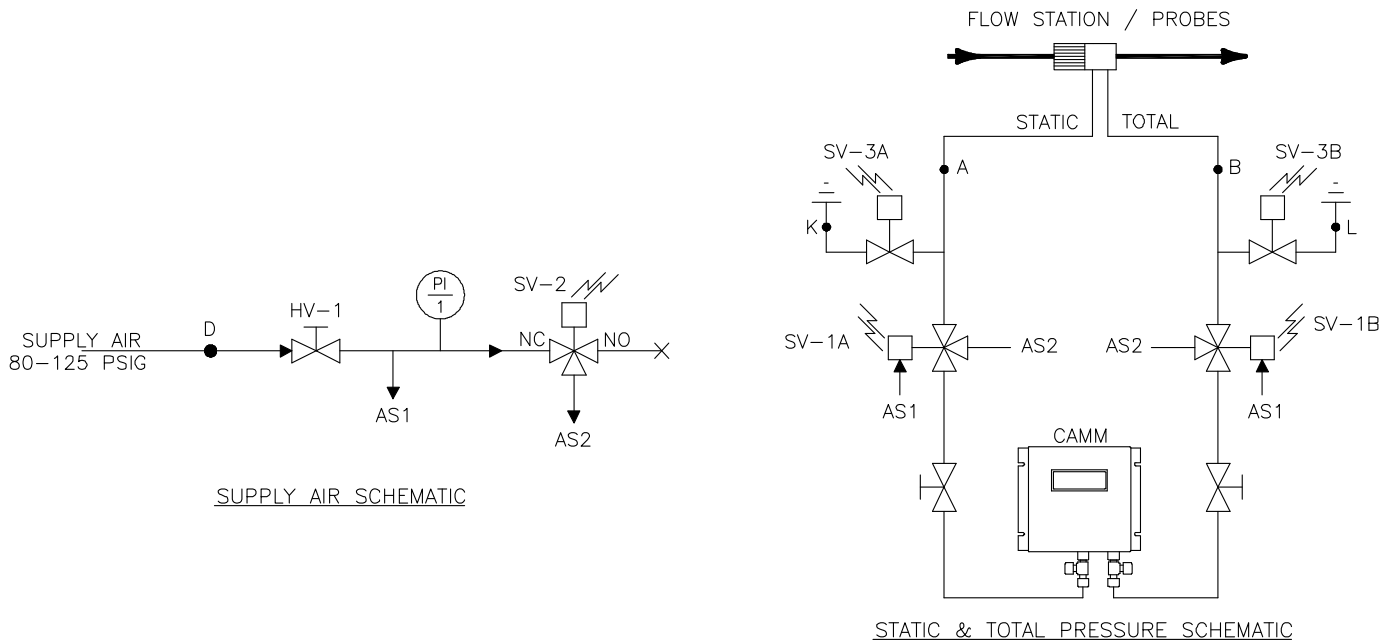 FLOW STATION / PROBES
STATIC TOTAL
SV-3A
SV-3B
A
B
K
L
SV-2
PI
1
HV-1
D
NC
NO
SUPPLY AIR
80-125 PSIG
AS1
AS2
SUPPLY AIR SCHEMATIC
SV-1A
AS2
AS2
SV-1B
AS1
AS1
CAMM
STATIC & TOTAL PRESSURE SCHEMATIC